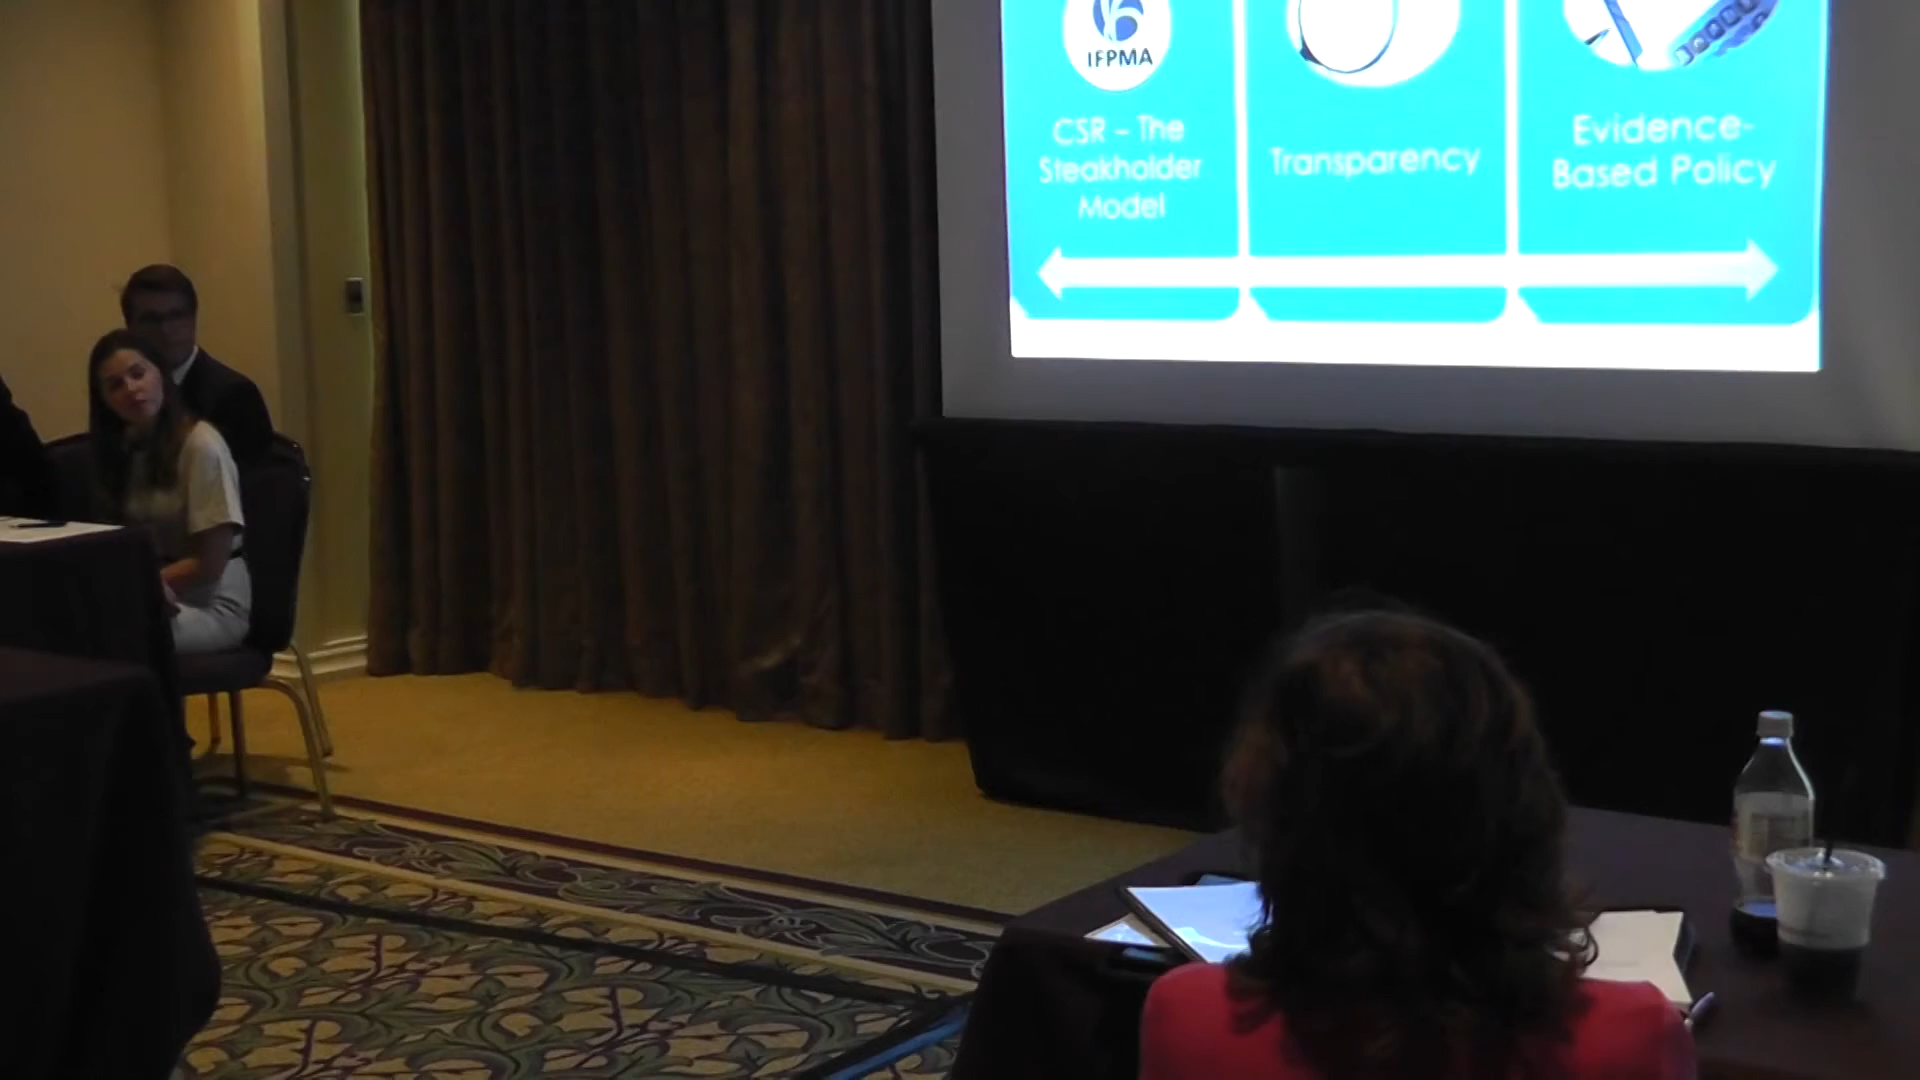 IFPMA
CSR – The
Steakholder
Model
Transparency
Evidence-
Based Policy